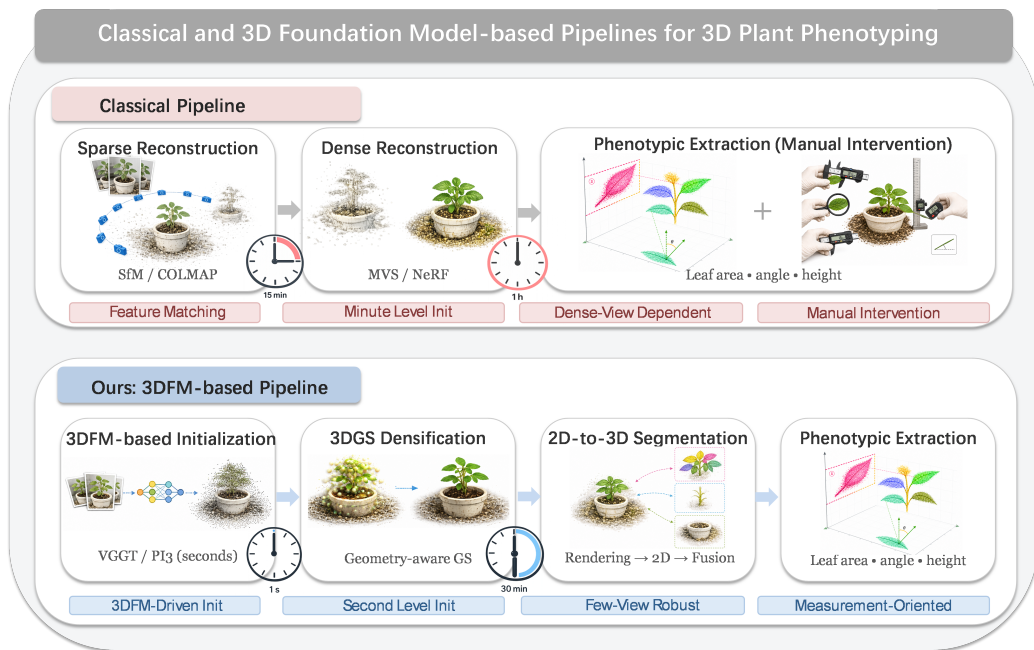 Classical and 3D Foundation Model-based Pipelines for 3D Plant Phenotyping
Classical Pipeline
Sparse Reconstruction
SfM / COLMAP
15 min
Dense Reconstruction
MVS / NeRF
1 h
Phenotypic Extraction (Manual Intervention)
+
Leaf area • angle • height
Feature Matching
Minute Level Init
Dense-View Dependent
Manual Intervention
Ours: 3DFM-based Pipeline
3DFM-based Initialization
VGGT / PI3 (seconds)
1 s
3DGS Densification
Geometry-aware GS
30 min
2D-to-3D Segmentation
Rendering → 2D → Fusion
Phenotypic Extraction
Leaf area • angle • height
3DFM-Driven Init
Second Level Init
Few-View Robust
Measurement-Oriented